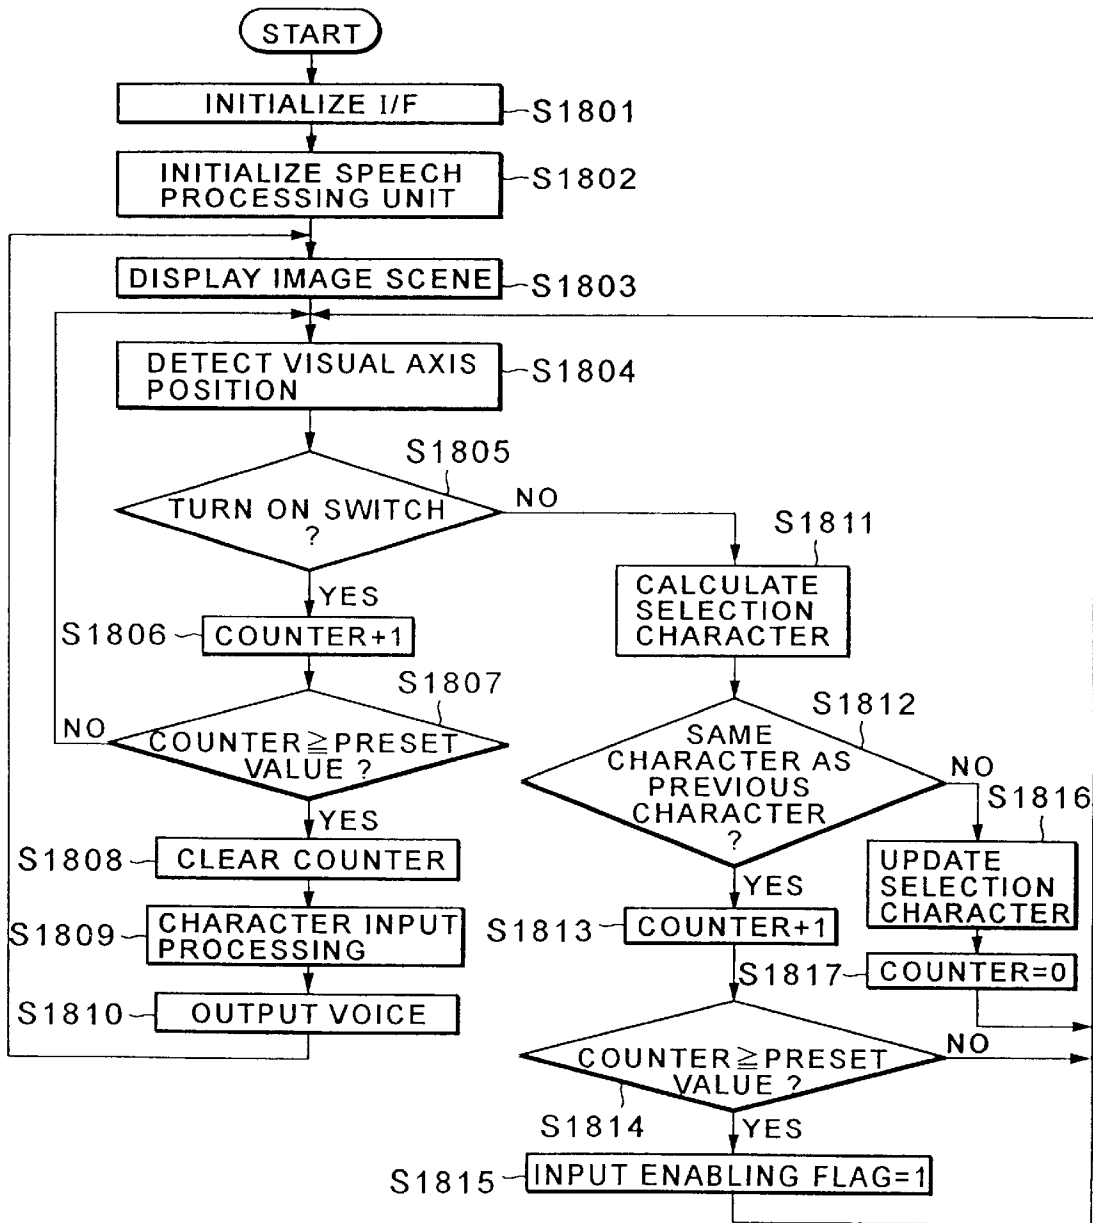 START
INITIALIZE I/F
S1801
INITIALIZE SPEECH
PROCESSING UNIT
S1802
DISPLAY IMAGE SCENE
S1803
DETECT VISUAL AXIS
POSITION
S1804
S1805
TURN ON SWITCH
?
NO
YES
S1806
COUNTER+1
S1807
NO
COUNTER≧PRESET
VALUE ?
YES
S1808
CLEAR COUNTER
S1809
CHARACTER INPUT
PROCESSING
S1810
OUTPUT VOICE
S1811
CALCULATE
SELECTION
CHARACTER
S1812
SAME
CHARACTER AS
PREVIOUS
CHARACTER
?
NO
YES
S1816
UPDATE
SELECTION
CHARACTER
S1813
COUNTER+1
S1817
COUNTER=0
COUNTER≧PRESET
VALUE ?
NO
S1814
YES
S1815
INPUT ENABLING FLAG=1